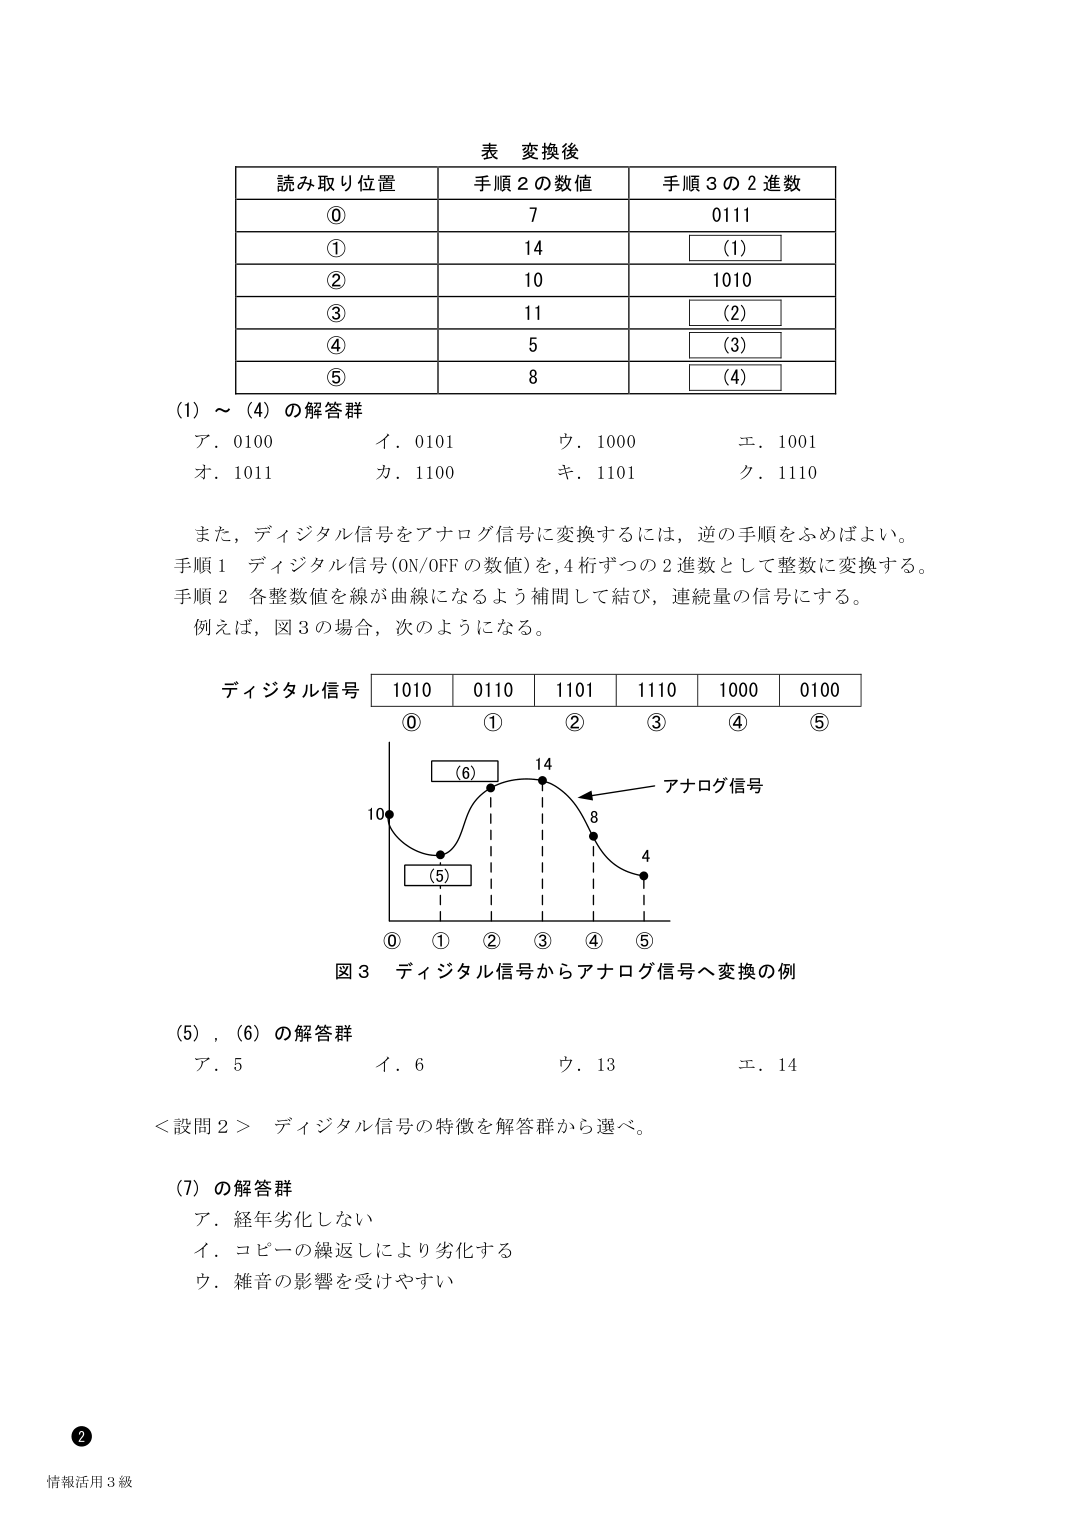 表　変換後
読み取り位置　手順２の数値　手順３の２進数
⓪　7　0111
①　14　(1)
②　10　1010
③　11　(2)
④　5　(3)
⑤　8　(4)
(1) ～ (4) の解答群
ア．0100　イ．0101　ウ．1000　エ．1001
オ．1011　カ．1100　キ．1101　ク．1110
また，ディジタル信号をアナログ信号に変換するには，逆の手順をふめばよい。
手順１　ディジタル信号(ON/OFF の数値)を,４桁ずつの２進数として整数に変換する。
手順２　各整数値を線が曲線になるよう補間して結び，連続量の信号にする。
例えば，図３の場合，次のようになる。
ディジタル信号　1010　0110　1101　1110　1000　0100
⓪　①　②　③　④　⑤
(6)　14
アナログ信号
10　8
4
(5)
⓪　①　②　③　④　⑤
図３　ディジタル信号からアナログ信号へ変換の例
(5) ，(6) の解答群
ア．5　イ．6　ウ．13　エ．14
＜設問２＞　ディジタル信号の特徴を解答群から選べ。
(7) の解答群
ア．経年劣化しない
イ．コピーの繰返しにより劣化する
ウ．雑音の影響を受けやすい
❷
情報活用３級